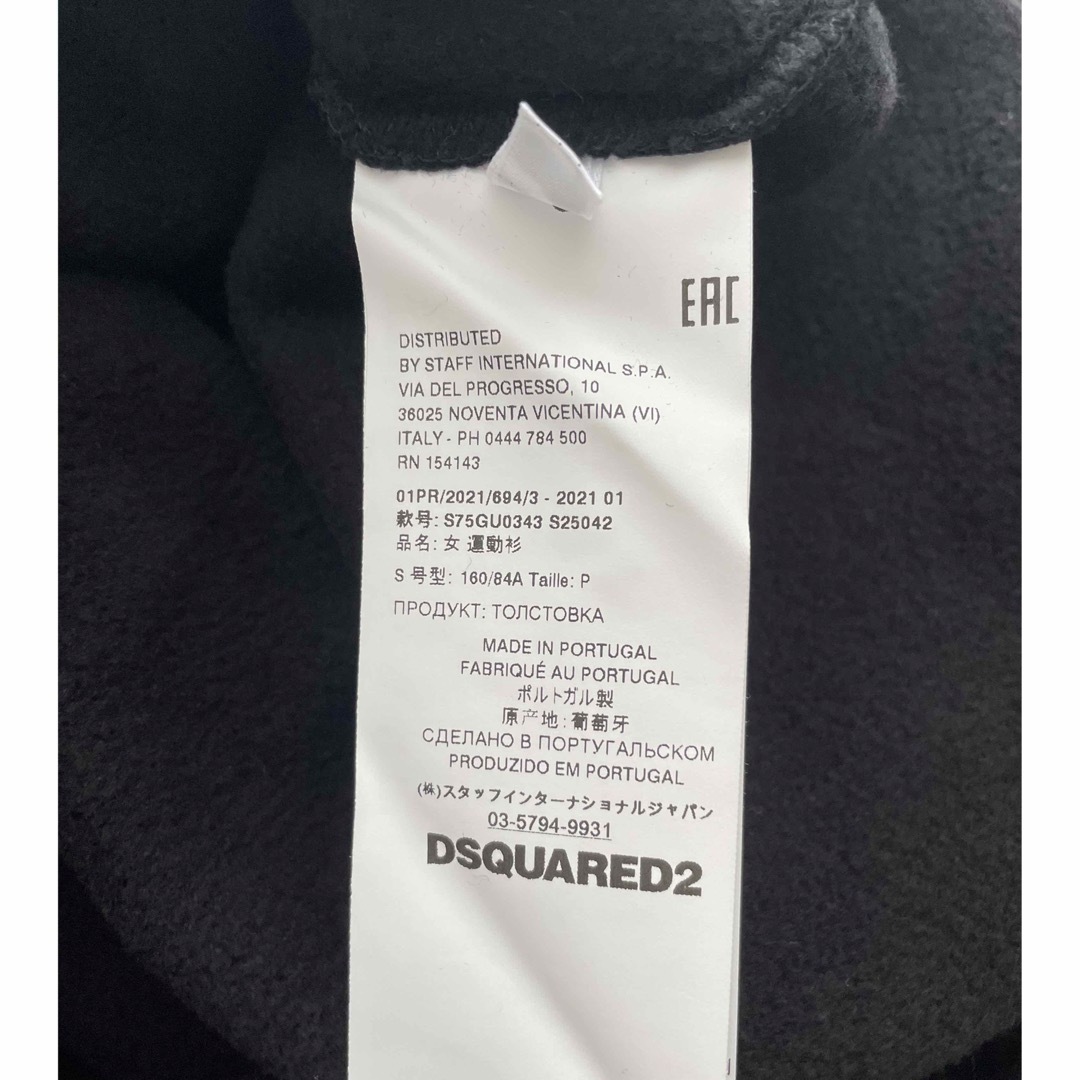 EAC
DISTRIBUTED
BY STAFF INTERNATIONAL S.P.A.
VIA DEL PROGRESSO, 10
36025 NOVENTA VICENTINA (VI)
ITALY - PH 0444 784 500
RN 154143
01PR/2021/694/3 - 2021 01
款号: S75GU0343 S25042
品名: 女 運動衫
S 号型: 160/84A Taille: P
ПРОДУКТ: ТОЛСТОВКА
MADE IN PORTUGAL
FABRIQUÉ AU PORTUGAL
ポルトガル製
原产地: 葡萄牙
СДЕЛАНО В ПОРТУГАЛЬСКОМ
PRODUZIDO EM PORTUGAL
(株)スタッフインターナショナルジャパン
03-5794-9931
DSQUARED2